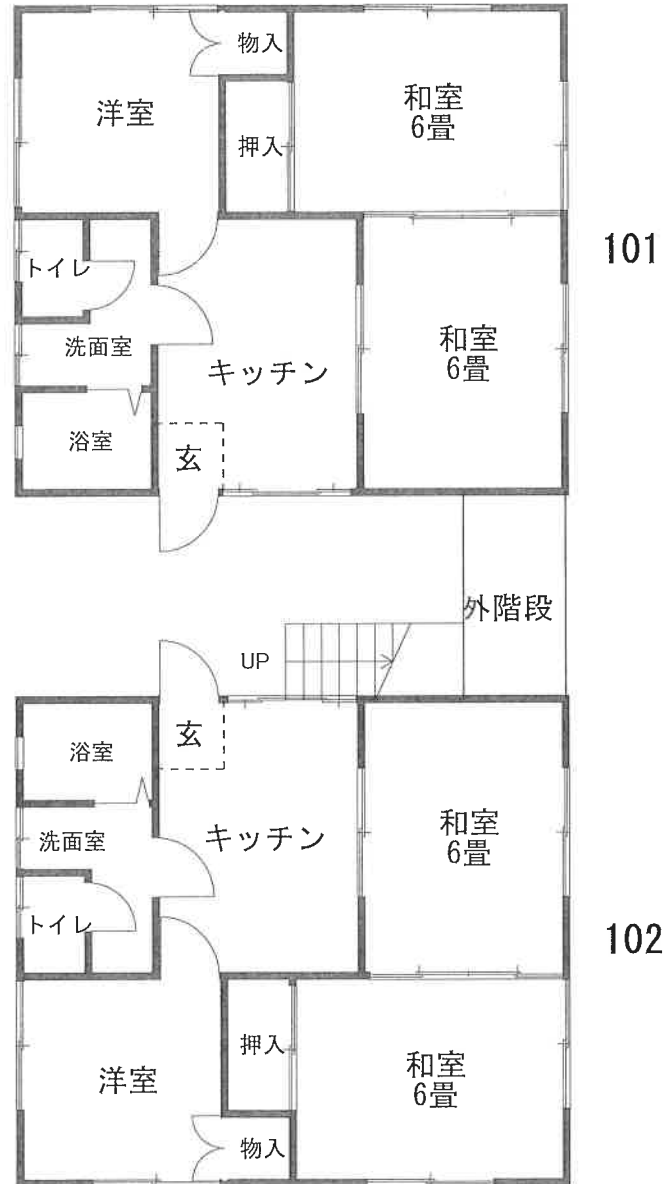 物入
洋室
和室
6畳
押入
101
トイレ
和室
6畳
洗面室
キッチン
浴室
玄
外階段
UP
玄
浴室
和室
6畳
洗面室
キッチン
トイレ
102
押入
和室
6畳
洋室
物入